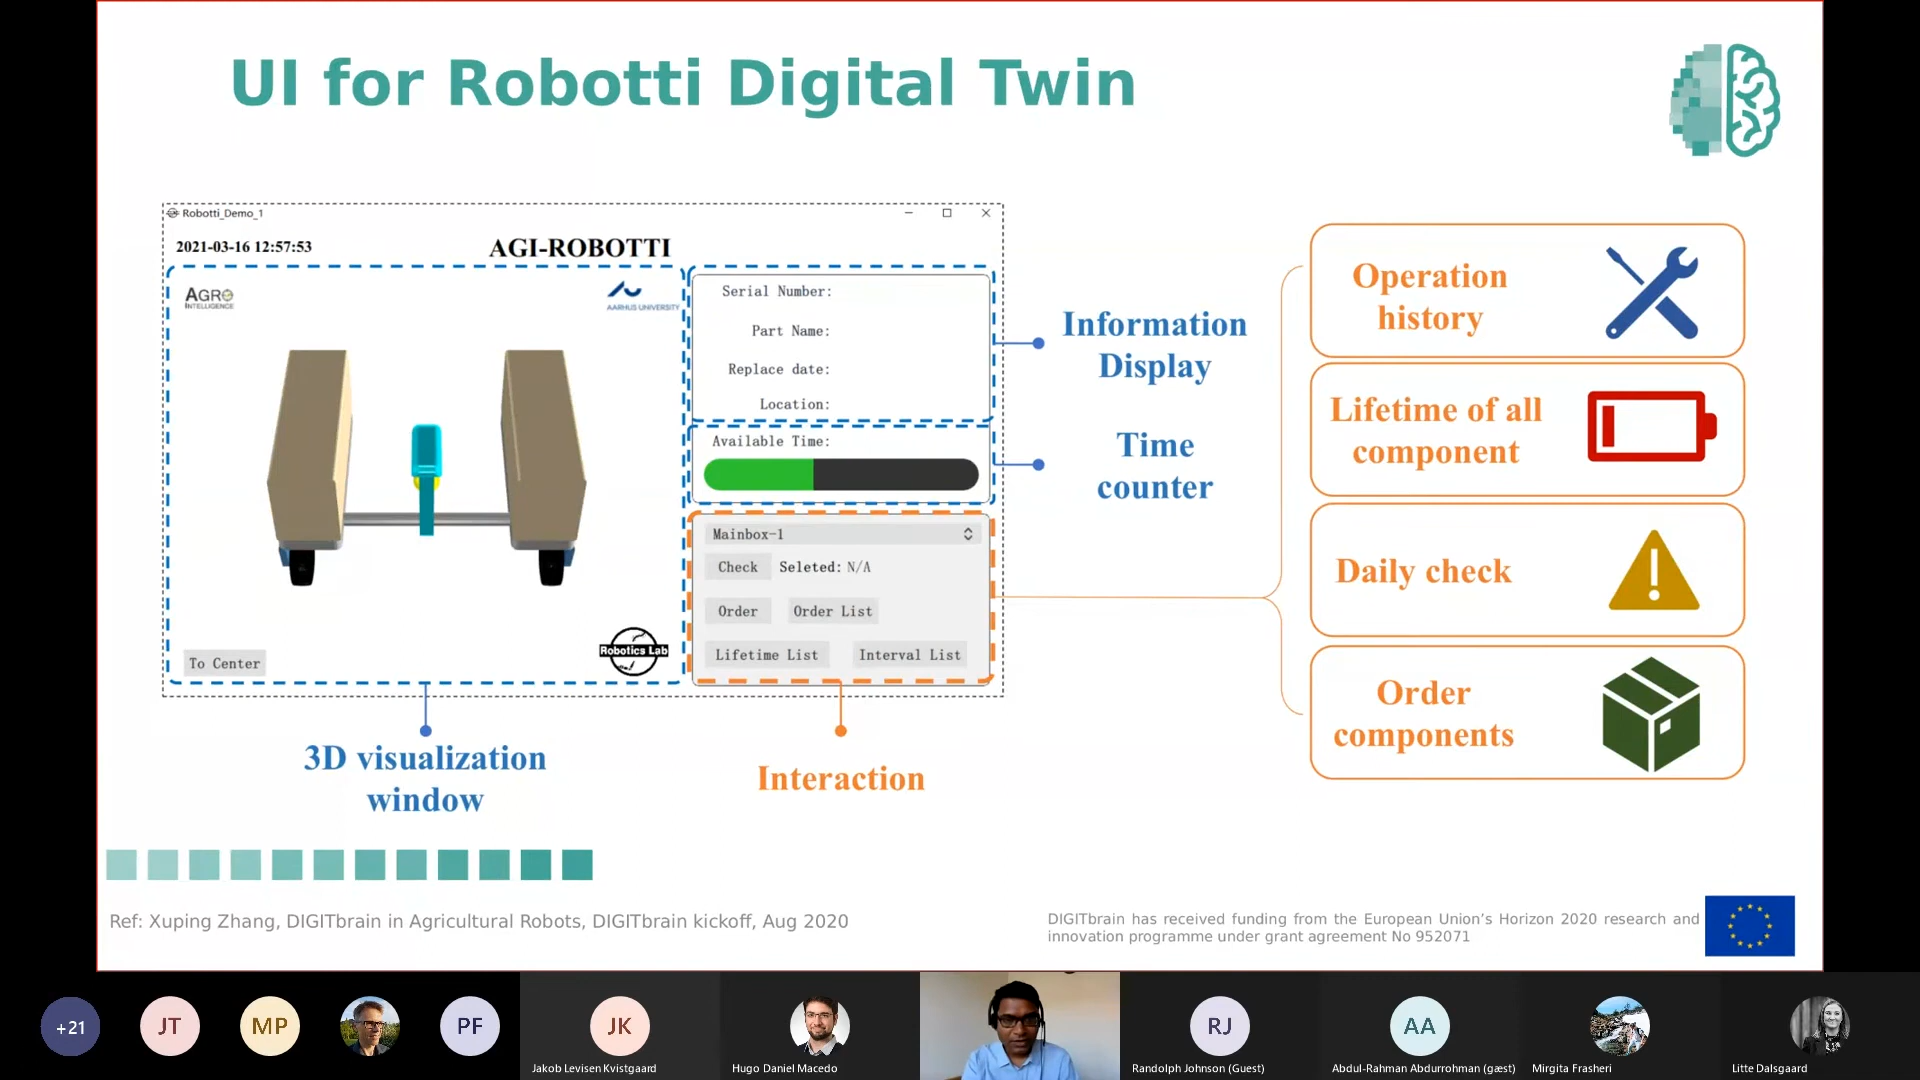 UI for Robotti Digital Twin
Robotti_Demo_1
2021-03-16 12:57:53
AGI-ROBOTTI
AGRO
INTELLIGENCE
AARHUS UNIVERSITY
Robotics Lab
To Center
Serial Number:
Part Name:
Replace date:
Location:
Available Time:
Mainbox-1
Check Seleted: N/A
Order Order List
Lifetime List Interval List
Information
Display
Time
counter
3D visualization
window
Interaction
Operation
history
Lifetime of all
component
Daily check
Order
components
Ref: Xuping Zhang, DIGITbrain in Agricultural Robots, DIGITbrain kickoff, Aug 2020
DIGITbrain has received funding from the European Union’s Horizon 2020 research and
innovation programme under grant agreement No 952071
+21
JT
MP
PF
JK
Jakob Levisen Kvistgaard
Hugo Daniel Macedo
RJ
Randolph Johnson (Guest)
AA
Abdul-Rahman Abdurrohman (gæst)
Mirgita Frasheri
Litte Dalsgaard